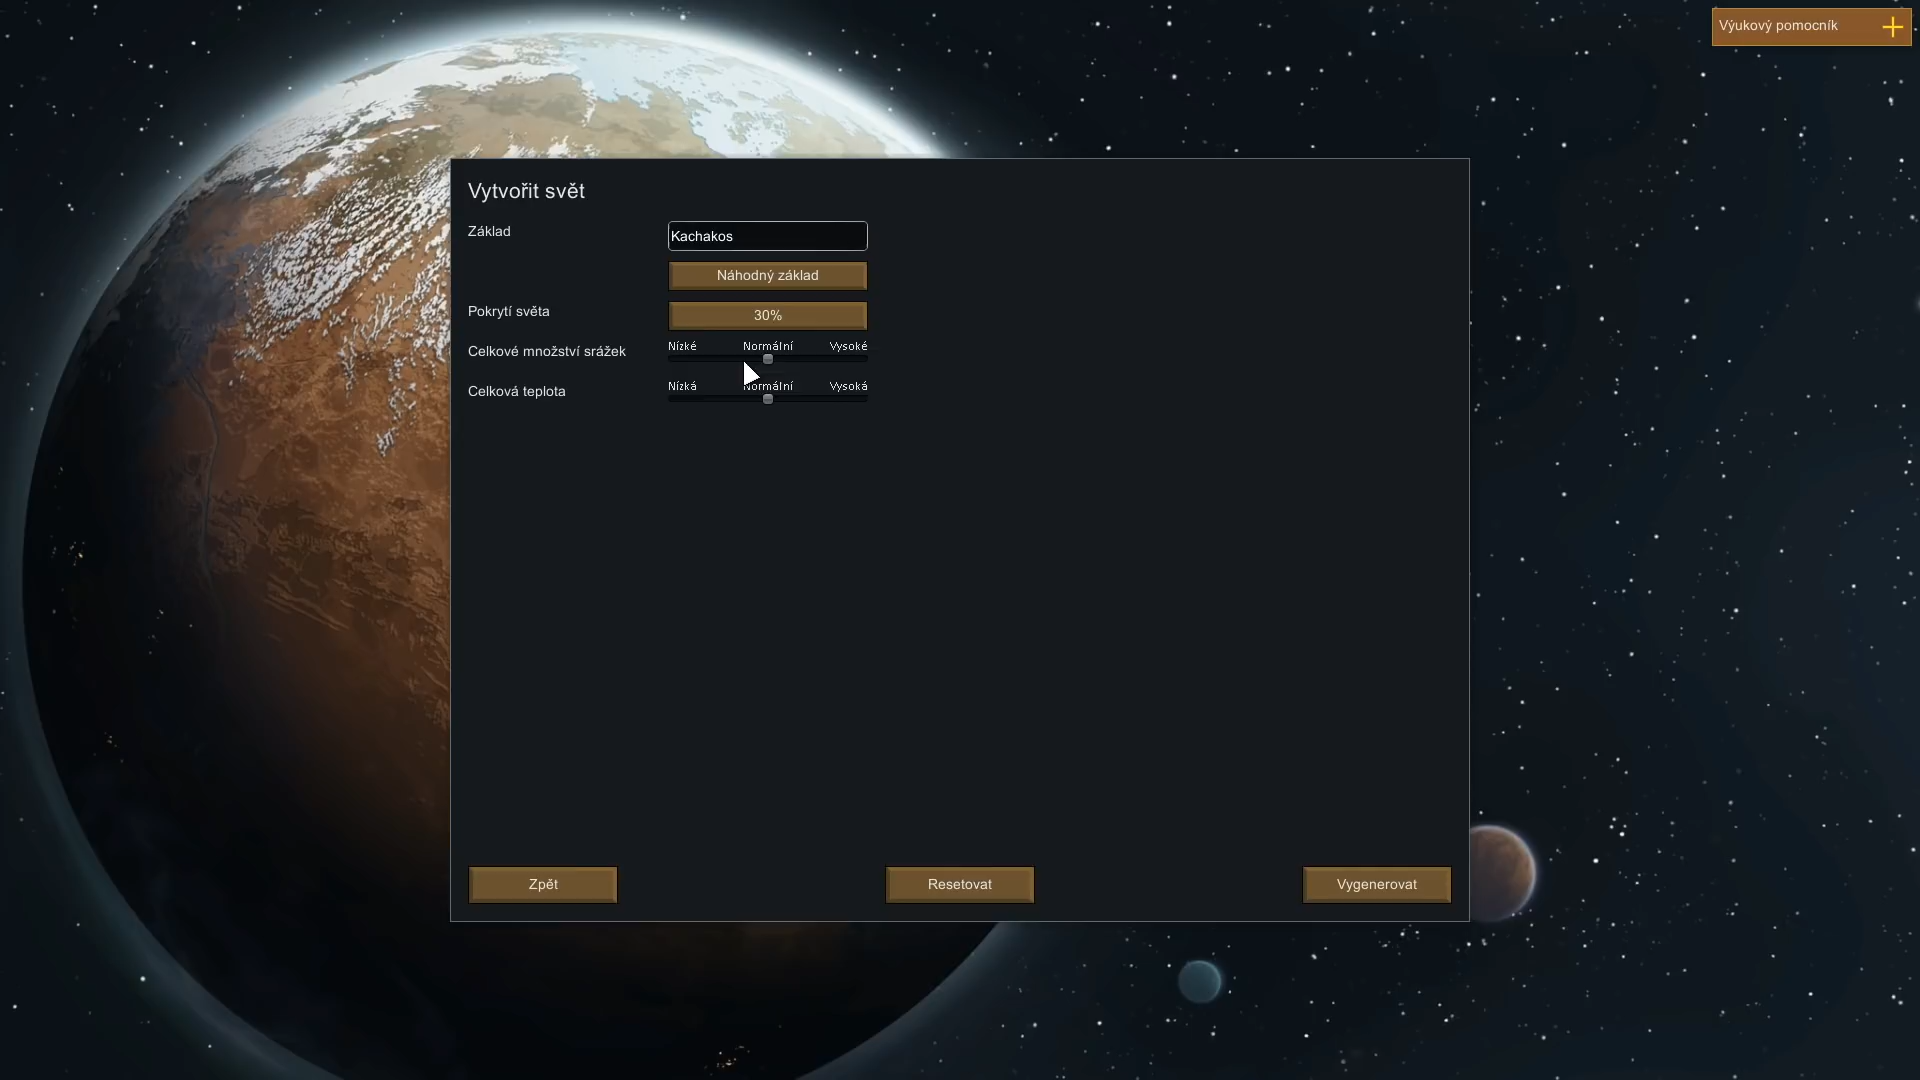 Výukový pomocník
Vytvořit svět
Základ
Kachakos
Náhodný základ
Pokrytí světa
30%
Celkové množství srážek
Nízké Normální Vysoké
Celková teplota
Nízká Normální Vysoká
Zpět
Resetovat
Vygenerovat